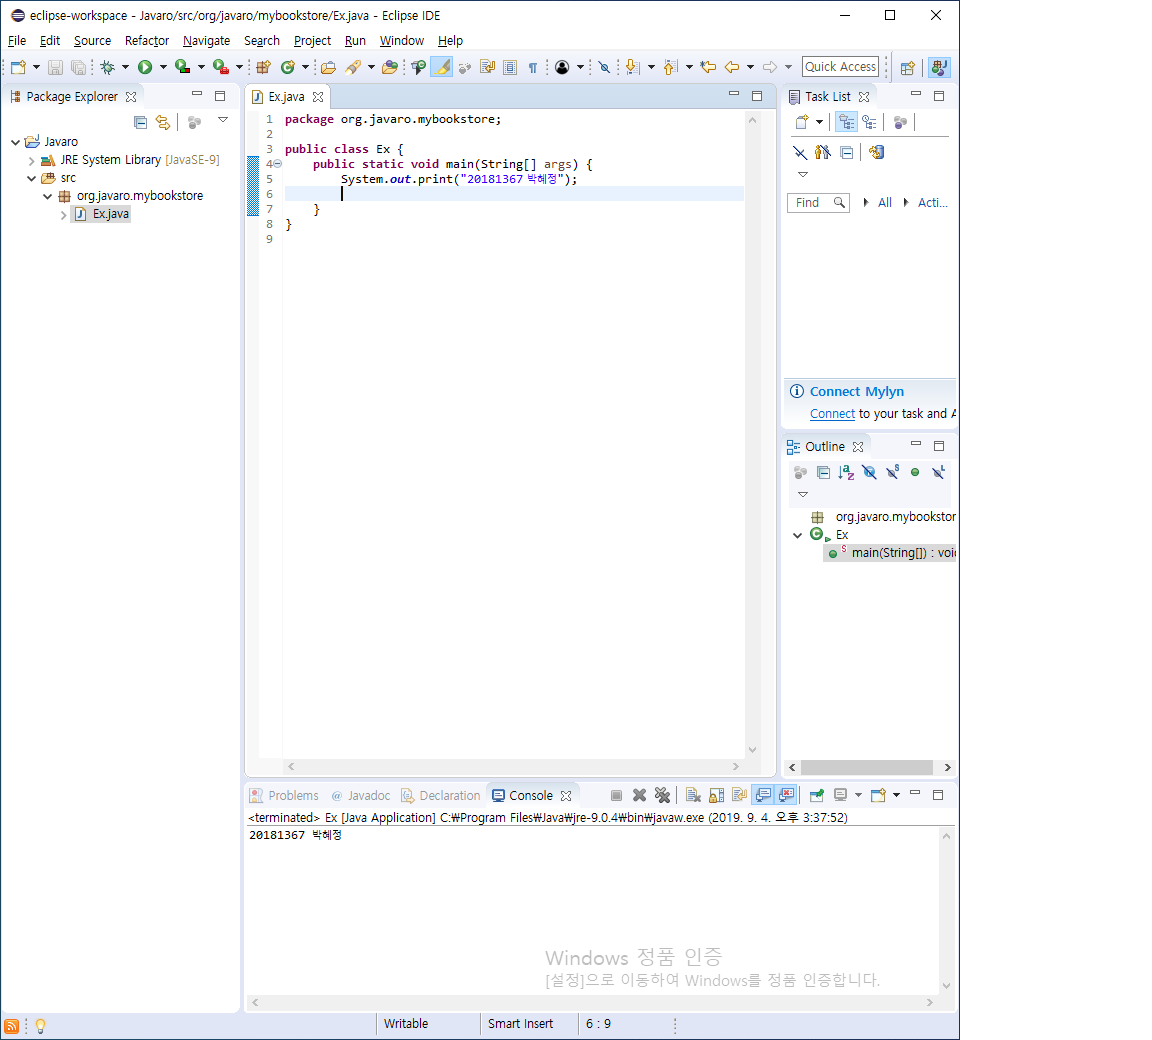 eclipse-workspace - Javaro/src/org/javaro/mybookstore/Ex.java - Eclipse IDE
File Edit Source Refactor Navigate Search Project Run Window Help
Quick Access
Package Explorer
Javaro
JRE System Library [JavaSE-9]
src
org.javaro.mybookstore
Ex.java
Ex.java
1 package org.javaro.mybookstore;
2
3 public class Ex {
4 public static void main(String[] args) {
5 System.out.print("20181367 박혜정");
6
7 }
8 }
9
Task List
Find All Acti...
Connect Mylyn
Connect to your task and A
Outline
org.javaro.mybookstor
Ex
main(String[]) : voi
Problems @ Javadoc Declaration Console
<terminated> Ex [Java Application] C:₩Program Files₩Java₩jre-9.0.4₩bin₩javaw.exe (2019. 9. 4. 오후 3:37:52)
20181367 박혜정
Windows 정품 인증
[설정]으로 이동하여 Windows를 정품 인증합니다.
Writable Smart Insert 6 : 9